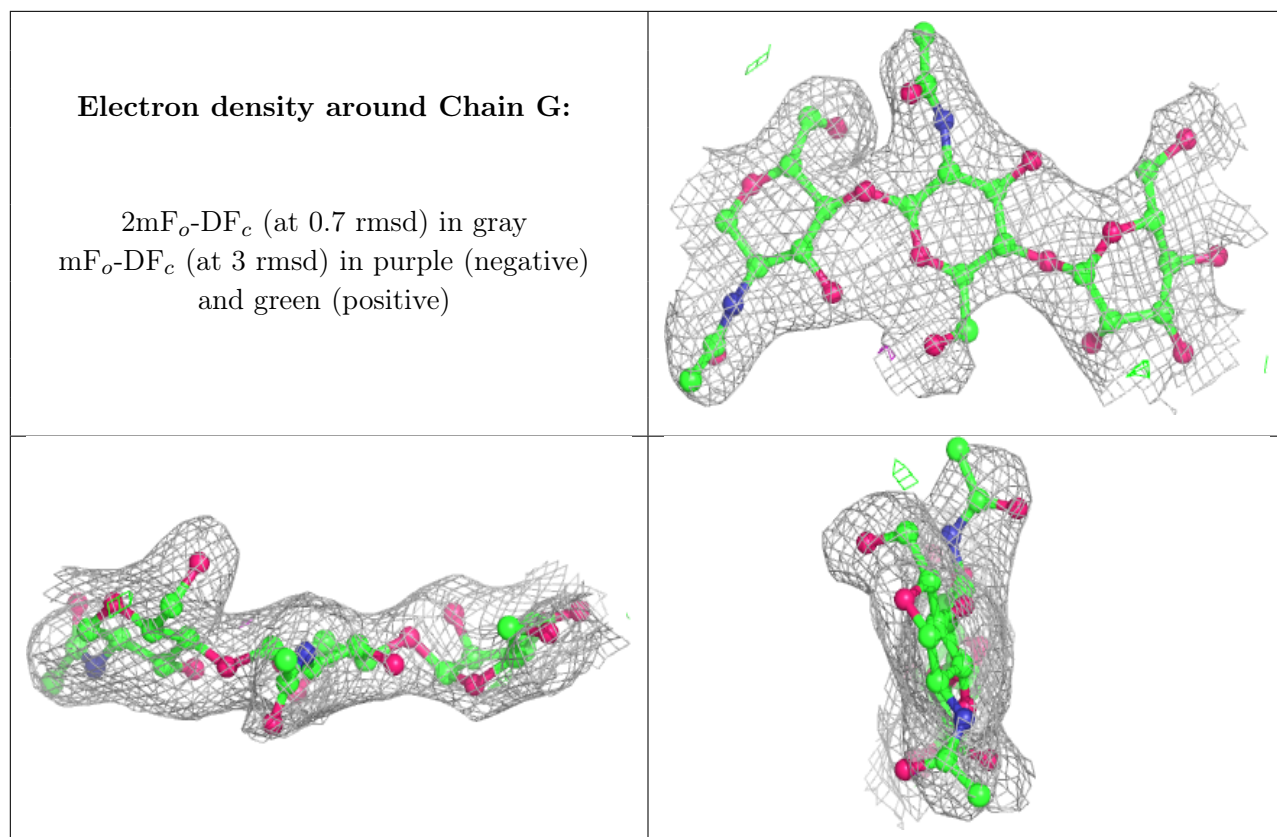 Electron density around Chain G:
2mFo-DFc (at 0.7 rmsd) in gray
mFo-DFc (at 3 rmsd) in purple (negative)
and green (positive)